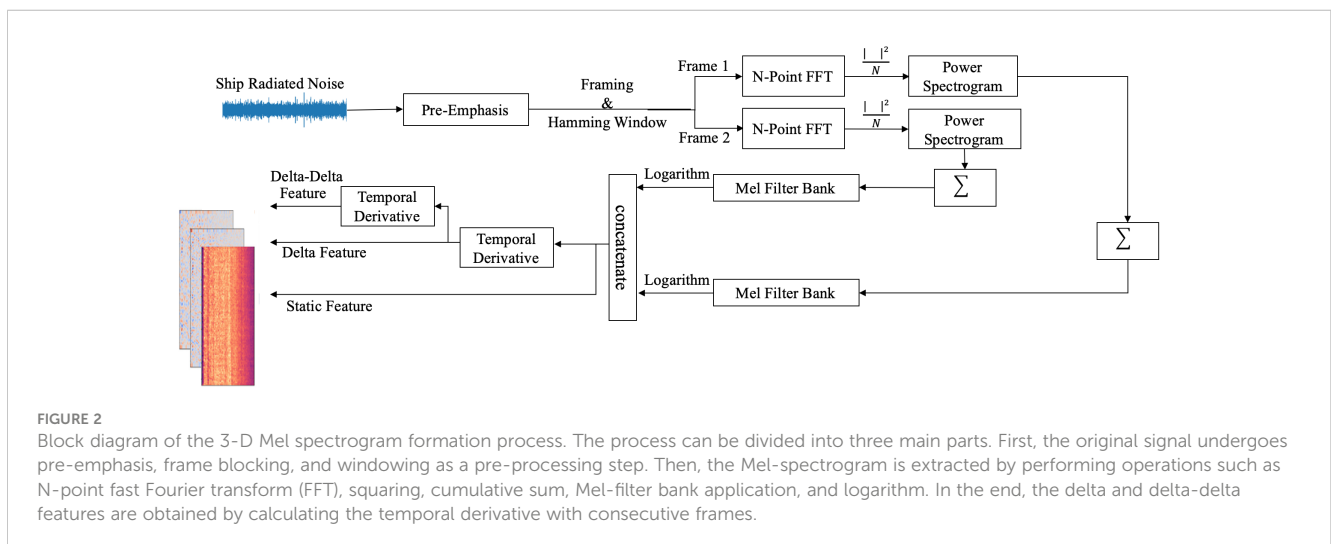 Ship Radiated Noise
Pre-Emphasis
Framing
&
Hamming Window
Frame 1
Frame 2
N-Point FFT
N-Point FFT
| |²
N
| |²
N
Power
Spectrogram
Power
Spectrogram
∑
∑
Mel Filter Bank
Mel Filter Bank
Logarithm
Logarithm
concatenate
Temporal
Derivative
Temporal
Derivative
Delta-Delta
Feature
Delta Feature
Static Feature
FIGURE 2
Block diagram of the 3-D Mel spectrogram formation process. The process can be divided into three main parts. First, the original signal undergoes
pre-emphasis, frame blocking, and windowing as a pre-processing step. Then, the Mel-spectrogram is extracted by performing operations such as
N-point fast Fourier transform (FFT), squaring, cumulative sum, Mel-filter bank application, and logarithm. In the end, the delta and delta-delta
features are obtained by calculating the temporal derivative with consecutive frames.